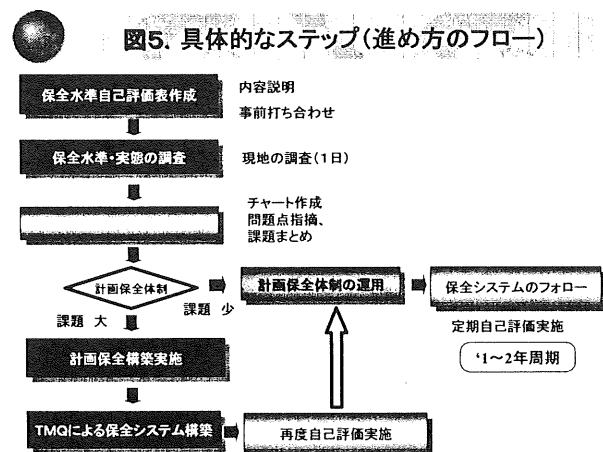 図5. 具体的なステップ(進め方のフロー)
保全水準自己評価表作成
内容説明
事前打ち合わせ
保全水準・実態の調査
現地の調査(1日)
チャート作成
問題点指摘、
課題まとめ
計画保全体制
計画保全体制の運用
保全システムのフォロー
課題 大
課題 少
定期自己評価実施
‘1～2年周期
計画保全構築実施
TMQによる保全システム構築
再度自己評価実施